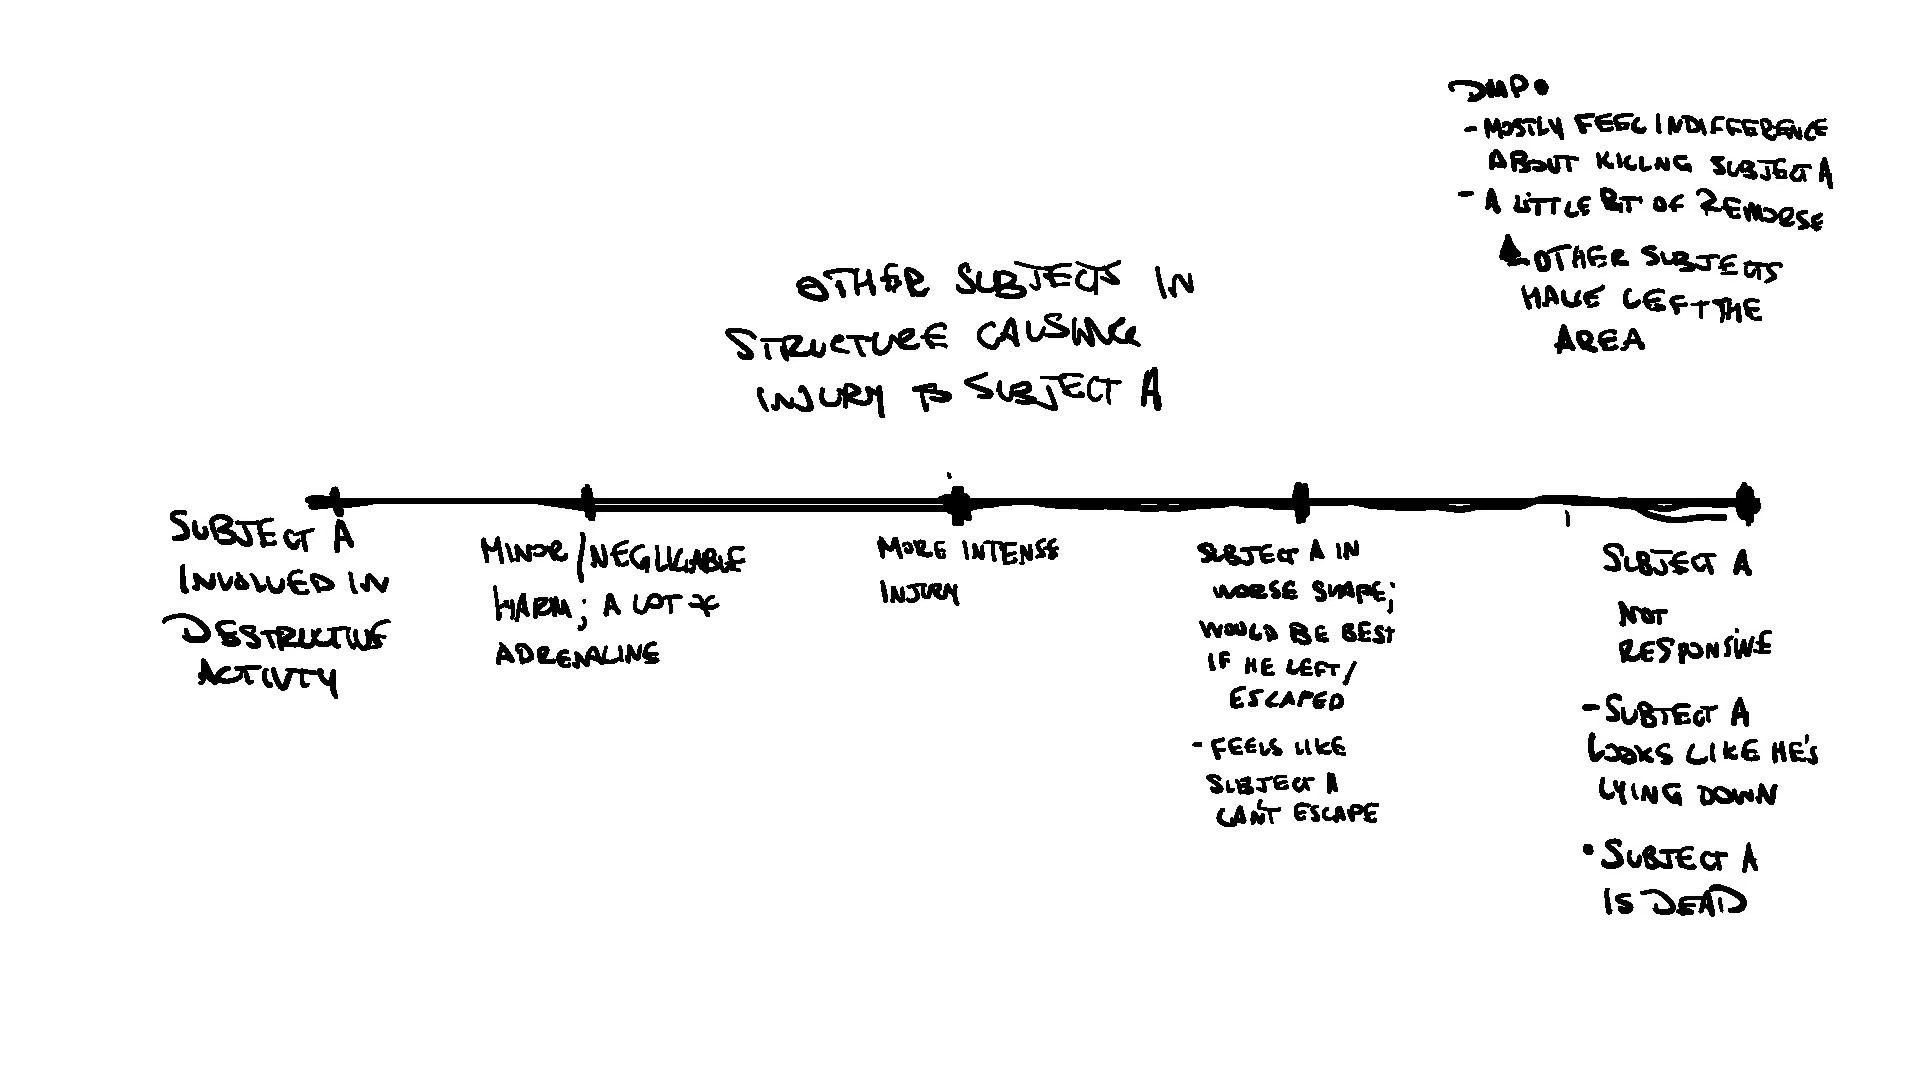 DMP•
- MOSTLY FEEL INDIFFERENCE
ABOUT KILLNG SUBJECT A
- A LITTLE BIT OF REMORSE
OTHER SUBJECTS
HAVE LEFT THE
AREA
OTHER SUBJECTS IN
STRUCTURE CAUSING
INJURY TO SUBJECT A
SUBJECT A
INVOLVED IN
DESTRUCTIVE
ACTIVITY
MINOR/NEGLIGABLE
HARM; A LOT OF
ADRENALINE
MORE INTENSE
INJURY
SUBJECT A IN
WORSE SHAPE;
WOULD BE BEST
IF HE LEFT/
ESCAPED
- FEELS LIKE
SUBJECT A
CAN'T ESCAPE
SUBJECT A
NOT
RESPONSIVE
- SUBJECT A
LOOKS LIKE HE'S
LYING DOWN
• SUBJECT A
IS DEAD